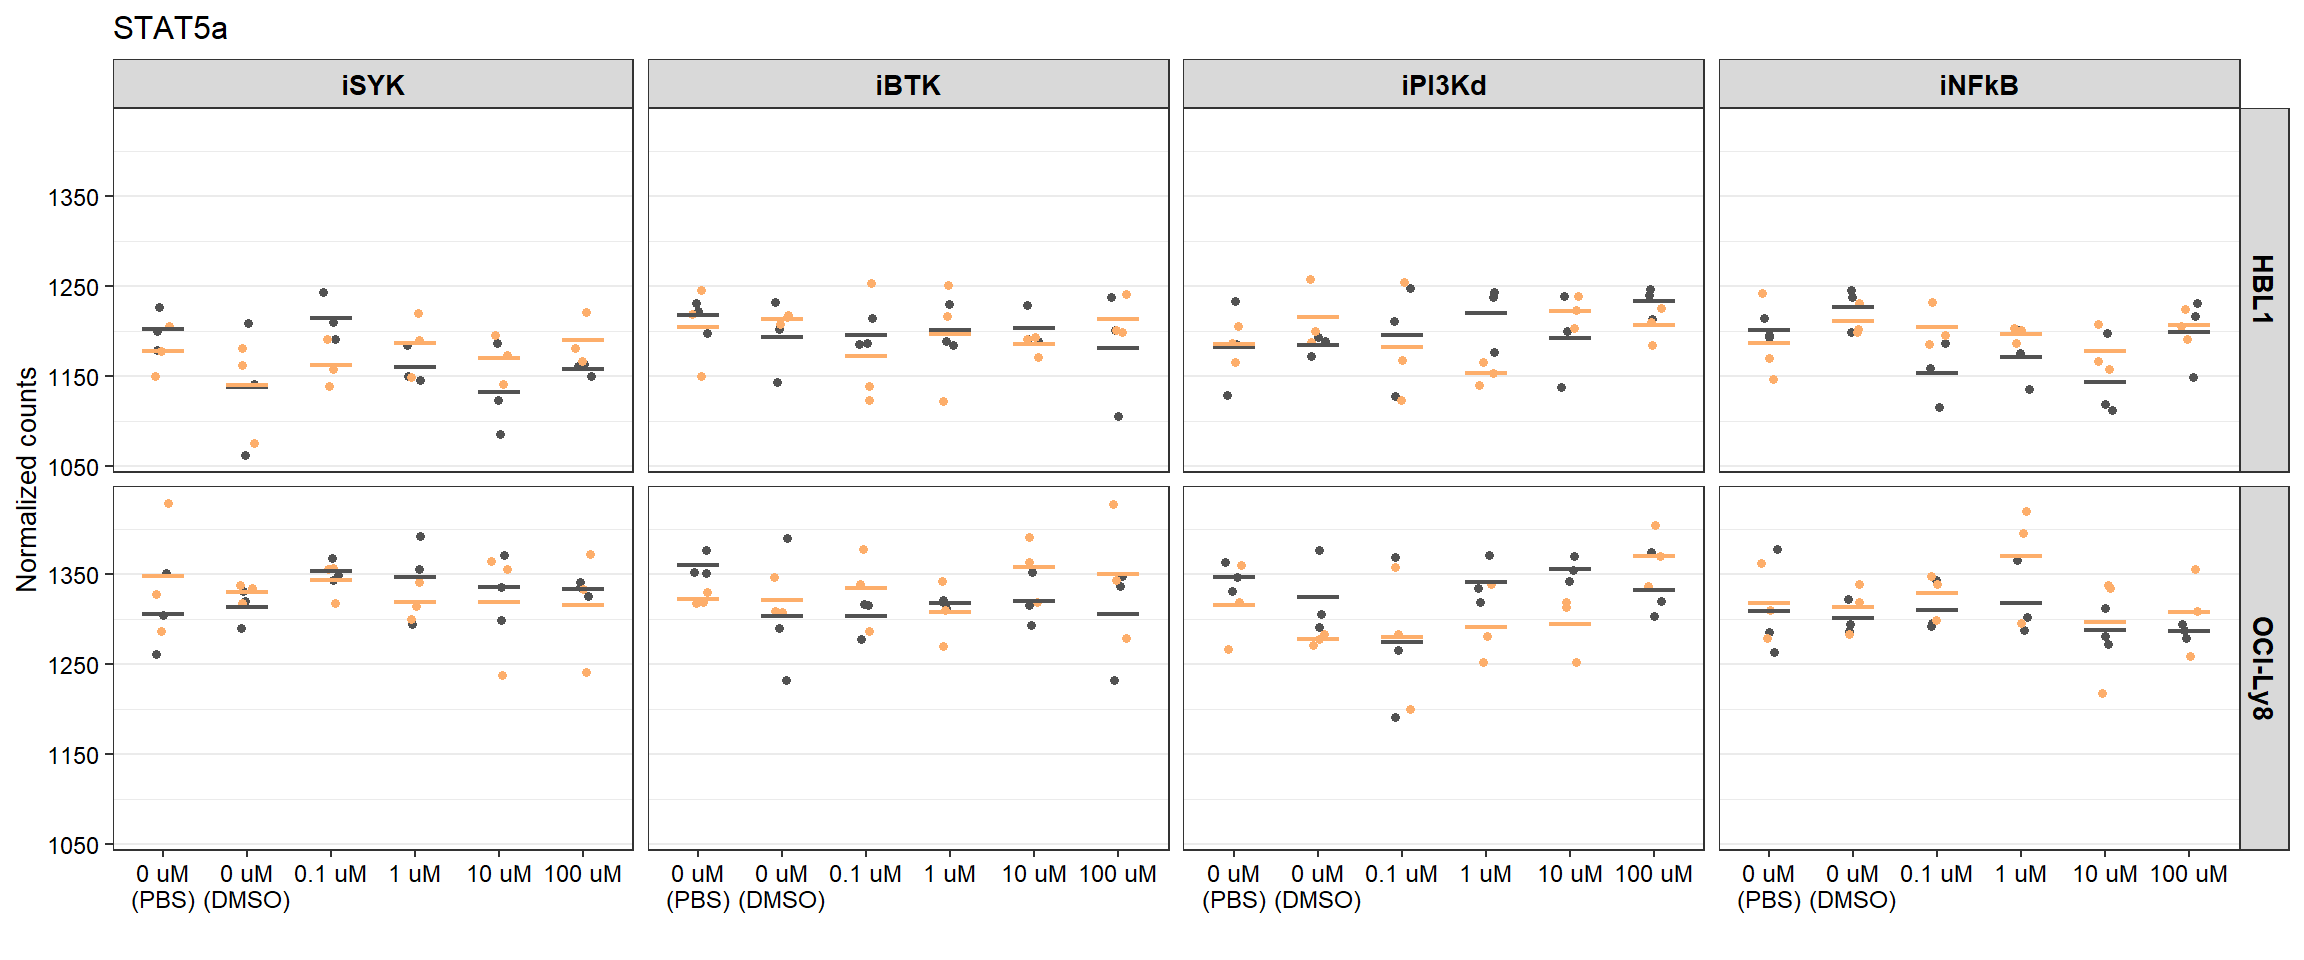 STAT5a
iSYK
iBTK
iPI3Kd
iNFkB
Normalized counts
1350
1250
1150
1050
HBL1
1350
1250
1150
1050
OCI-Ly8
0 uM 0 uM 0.1 uM 1 uM 10 uM 100 uM
(PBS) (DMSO)
0 uM 0 uM 0.1 uM 1 uM 10 uM 100 uM
(PBS) (DMSO)
0 uM 0 uM 0.1 uM 1 uM 10 uM 100 uM
(PBS) (DMSO)
0 uM 0 uM 0.1 uM 1 uM 10 uM 100 uM
(PBS) (DMSO)